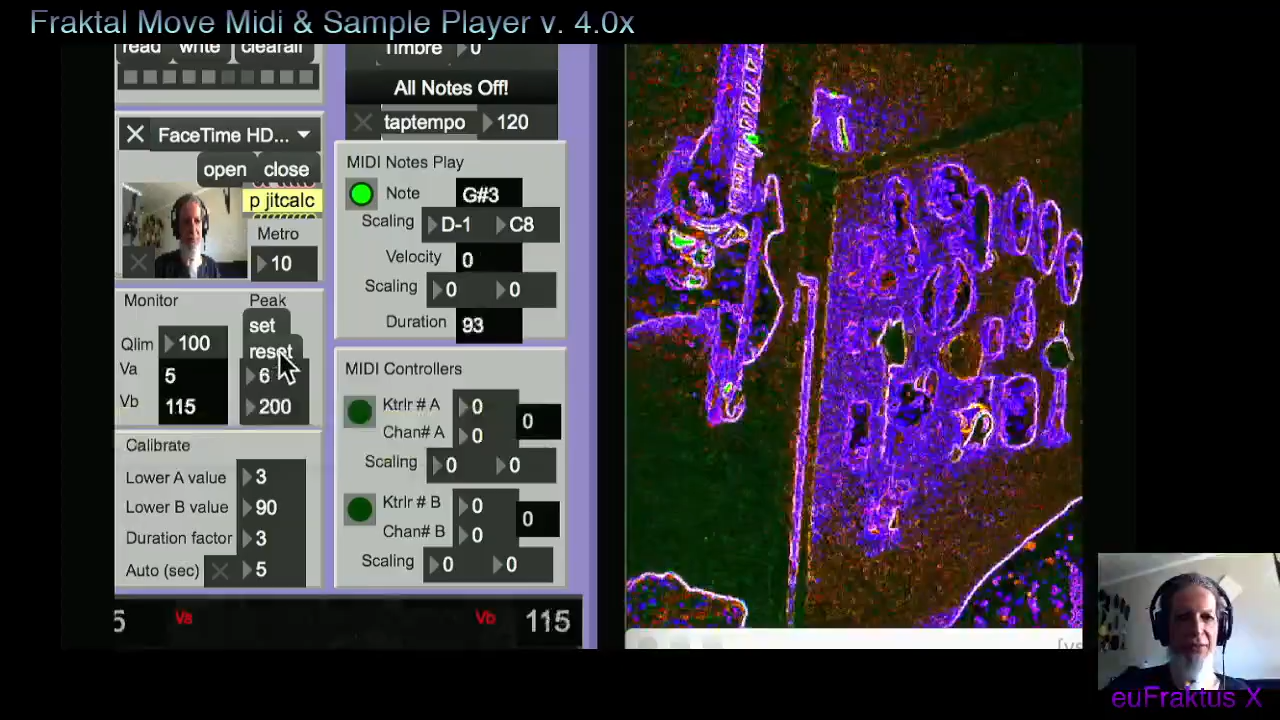 Fraktal Move Midi & Sample Player v. 4.0x
read write clearall
Timbre 0
All Notes Off!
taptempo 120
FaceTime HD...
open close
p jitcalc
Metro
10
MIDI Notes Play
Note G#3
Scaling D-1 C8
Velocity 0
Scaling 0 0
Duration 93
Monitor Peak
set
Qlim 100
reset
Va 5 6
Vb 115 200
MIDI Controllers
Ktrlr # A 0
0
Chan# A 0
Scaling 0 0
Ktrlr # B 0
0
Chan# B 0
Scaling 0 0
Calibrate
Lower A value 3
Lower B value 90
Duration factor 3
Auto (sec) 5
Va Vb 115
euFraktus X